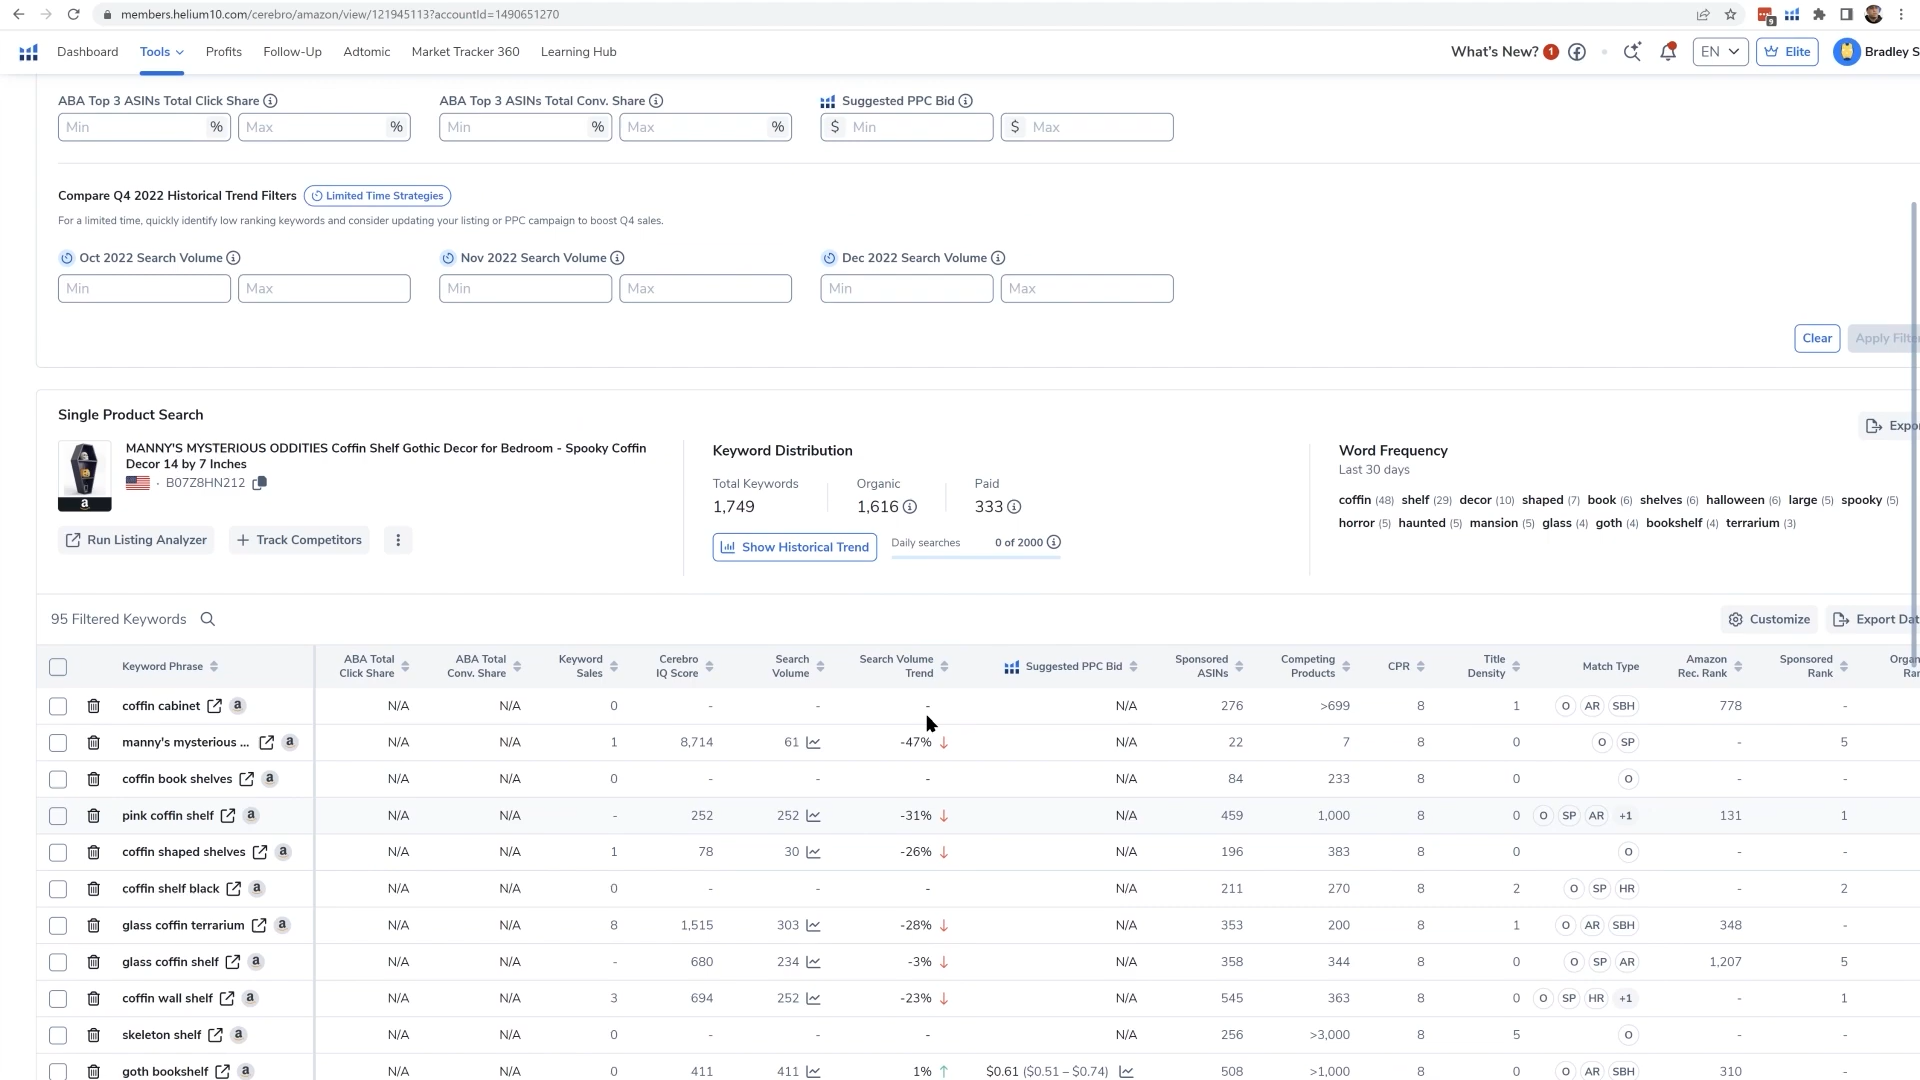 members.helium10.com/cerebro/amazon/view/121945113?accountId=1490651270
9
Dashboard Tools Profits Follow-Up Adtomic Market Tracker 360 Learning Hub What's New? 1 EN Elite Bradley S
ABA Top 3 ASINs Total Click Share ABA Top 3 ASINs Total Conv. Share Suggested PPC Bid
Min % Max % Min % Max % $ Min $ Max
Compare Q4 2022 Historical Trend Filters Limited Time Strategies
For a limited time, quickly identify low ranking keywords and consider updating your listing or PPC campaign to boost Q4 sales.
Oct 2022 Search Volume Nov 2022 Search Volume Dec 2022 Search Volume
Min Max Min Max Min Max
Clear Apply Filte
Single Product Search
Expo
MANNY'S MYSTERIOUS ODDITIES Coffin Shelf Gothic Decor for Bedroom - Spooky Coffin
Decor 14 by 7 Inches
· B07Z8HN212
a
Run Listing Analyzer + Track Competitors
Keyword Distribution
Total Keywords Organic Paid
1,749 1,616 333
Show Historical Trend Daily searches 0 of 2000
Word Frequency
Last 30 days
coffin (48) shelf (29) decor (10) shaped (7) book (6) shelves (6) halloween (6) large (5) spooky (5)
horror (5) haunted (5) mansion (5) glass (4) goth (4) bookshelf (4) terrarium (3)
95 Filtered Keywords Customize Export Dat
Keyword Phrase ABA Total Click Share ABA Total Conv. Share Keyword Sales Cerebro IQ Score Search Volume Search Volume Trend Suggested PPC Bid Sponsored ASINs Competing Products CPR Title Density Match Type Amazon Rec. Rank Sponsored Rank Orga Ran
coffin cabinet a N/A N/A 0 - - - N/A 276 >699 8 1 O AR SBH 778 -
manny's mysterious ... a N/A N/A 1 8,714 61 -47% N/A 22 7 8 0 O SP - 5
coffin book shelves a N/A N/A 0 - - - N/A 84 233 8 0 O - -
pink coffin shelf a N/A N/A - 252 252 -31% N/A 459 1,000 8 0 O SP AR +1 131 1
coffin shaped shelves a N/A N/A 1 78 30 -26% N/A 196 383 8 0 O - -
coffin shelf black a N/A N/A 0 - - - N/A 211 270 8 2 O SP HR - 2
glass coffin terrarium a N/A N/A 8 1,515 303 -28% N/A 353 200 8 1 O AR SBH 348 -
glass coffin shelf a N/A N/A - 680 234 -3% N/A 358 344 8 0 O SP AR 1,207 5
coffin wall shelf a N/A N/A 3 694 252 -23% N/A 545 363 8 0 O SP HR +1 - 1
skeleton shelf a N/A N/A 0 - - - N/A 256 >3,000 8 5 O - -
goth bookshelf a N/A N/A 0 411 411 1% $0.61 ($0.51 – $0.74) 508 >1,000 8 0 O AR SBH 310 -